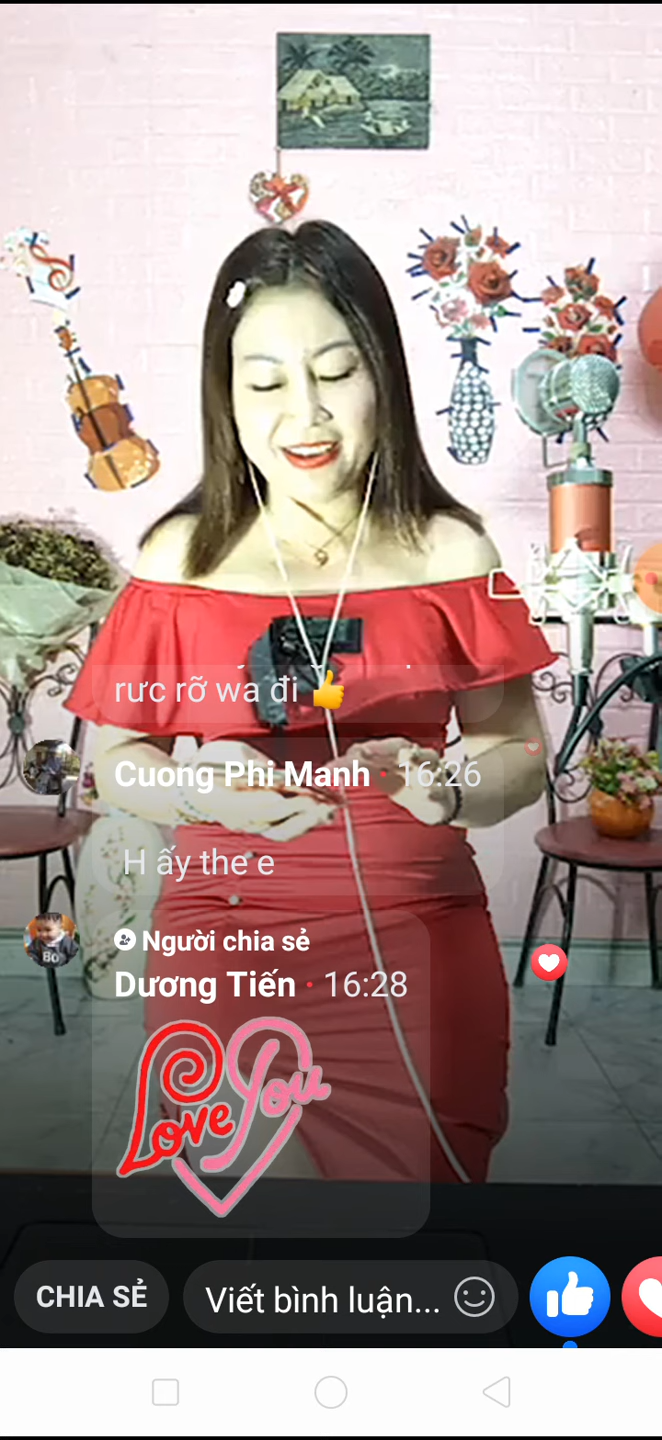 rức rỡ wa đi 👍
Cuong Phi Manh · 16:26
H ấy the e
Người chia sẻ
Dương Tiến · 16:28
Love You
CHIA SẺ
Viết bình luận...